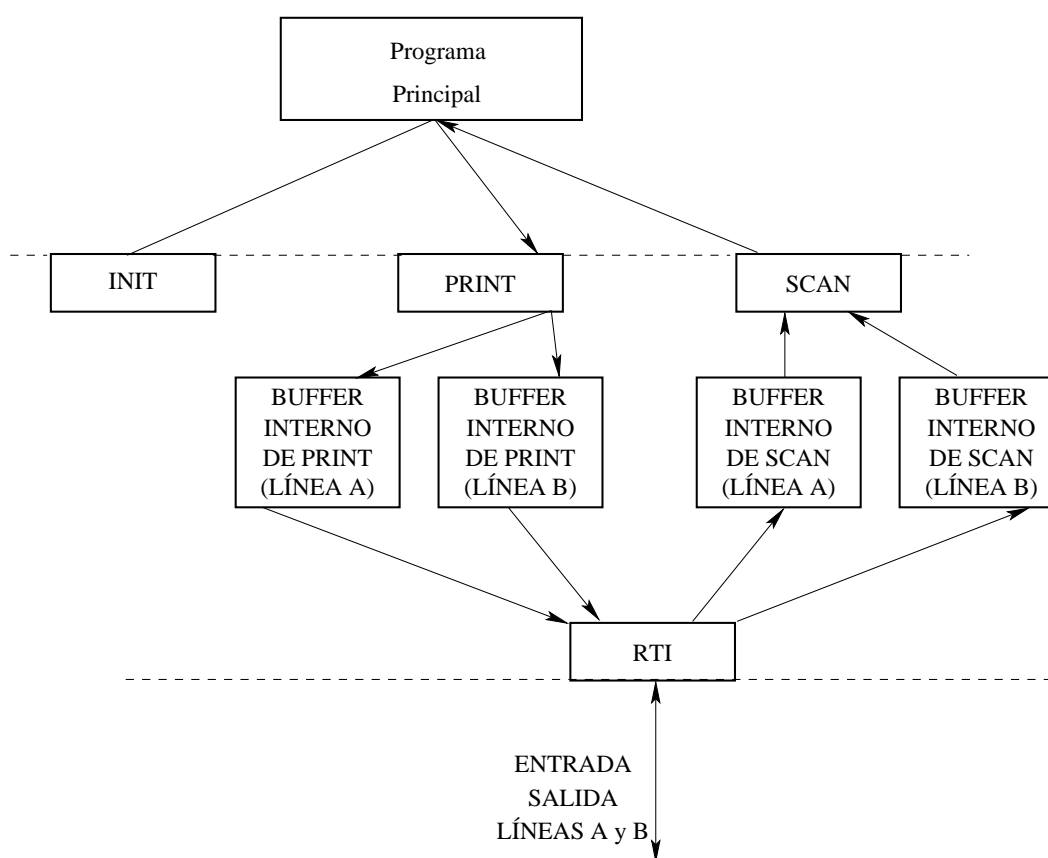 Programa
Principal
INIT
PRINT
SCAN
BUFFER
INTERNO
DE PRINT
(LÍNEA A)
BUFFER
INTERNO
DE PRINT
(LÍNEA B)
BUFFER
INTERNO
DE SCAN
(LÍNEA A)
BUFFER
INTERNO
DE SCAN
(LÍNEA B)
RTI
ENTRADA
SALIDA
LÍNEAS A y B